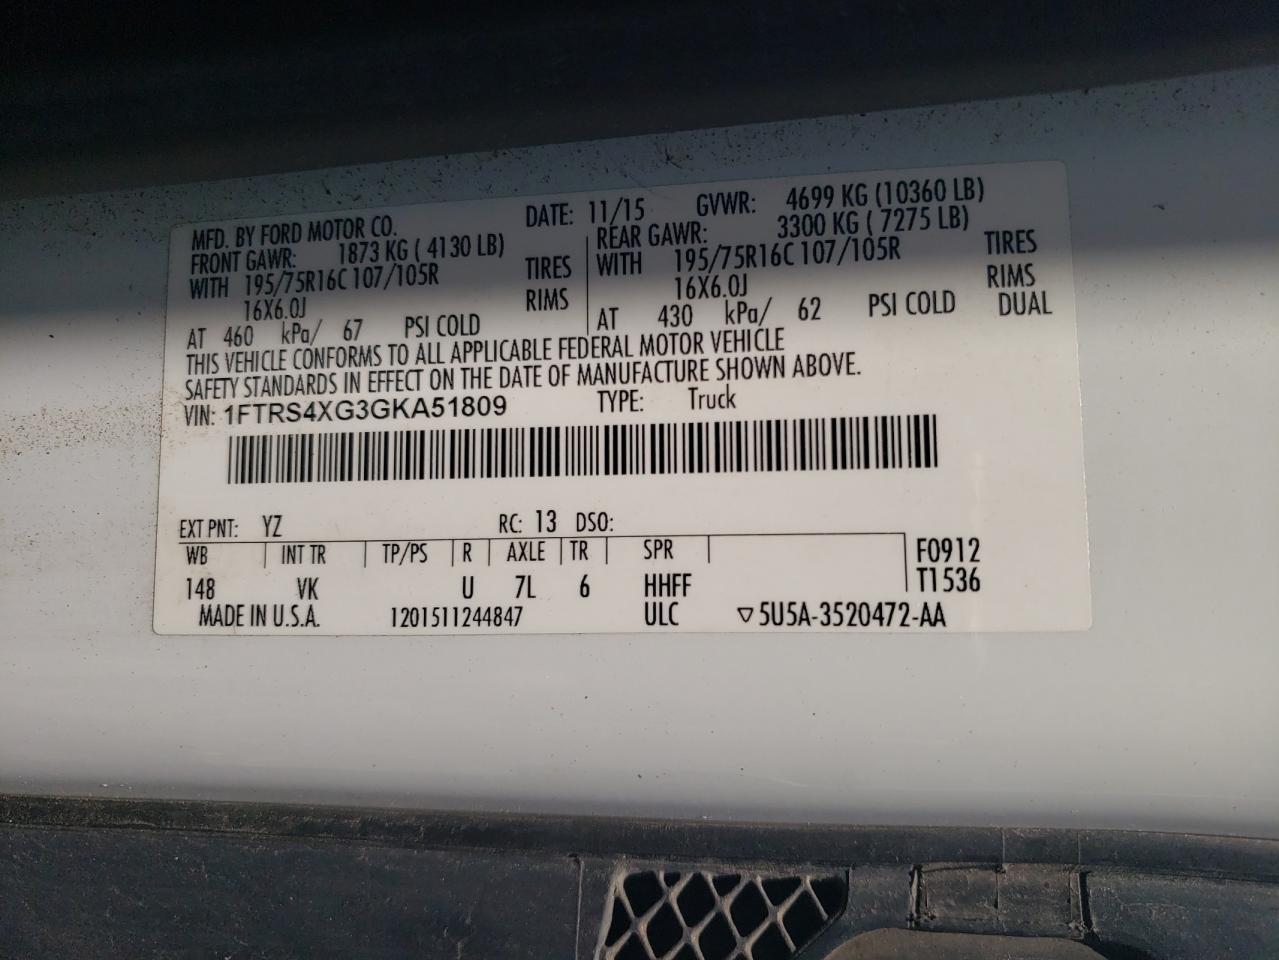 MFD. BY FORD MOTOR CO. DATE: 11/15 GVWR: 4699 KG (10360 LB)
FRONT GAWR: 1873 KG ( 4130 LB) REAR GAWR: 3300 KG ( 7275 LB)
WITH 195/75R16C 107/105R TIRES WITH 195/75R16C 107/105R TIRES
16X6.0J RIMS 16X6.0J RIMS
AT 460 kPa/ 67 PSI COLD AT 430 kPa/ 62 PSI COLD DUAL
THIS VEHICLE CONFORMS TO ALL APPLICABLE FEDERAL MOTOR VEHICLE
SAFETY STANDARDS IN EFFECT ON THE DATE OF MANUFACTURE SHOWN ABOVE.
VIN: 1FTRS4XG3GKA51809 TYPE: Truck
EXT PNT: YZ RC: 13 DSO:
WB INT TR TP/PS R AXLE TR SPR F0912
148 VK U 7L 6 HHFF T1536
MADE IN U.S.A. 1201511244847 ULC ▽5U5A-3520472-AA